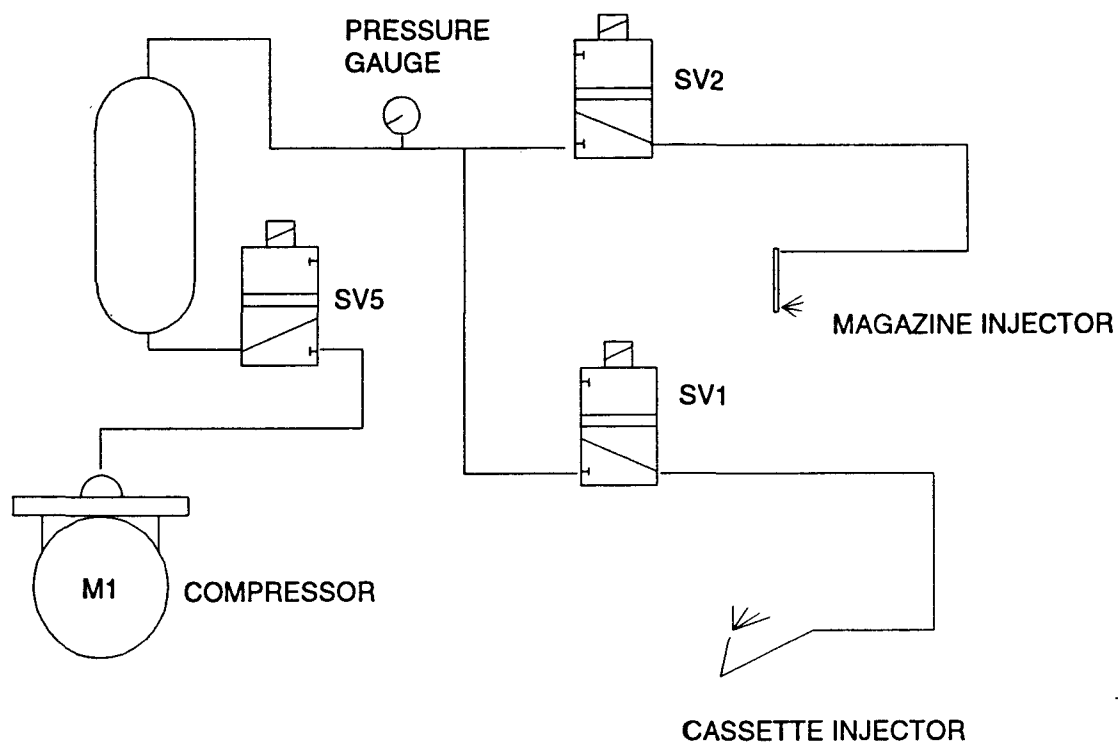 PRESSURE
GAUGE
SV2
SV5
MAGAZINE INJECTOR
SV1
M1
COMPRESSOR
CASSETTE INJECTOR